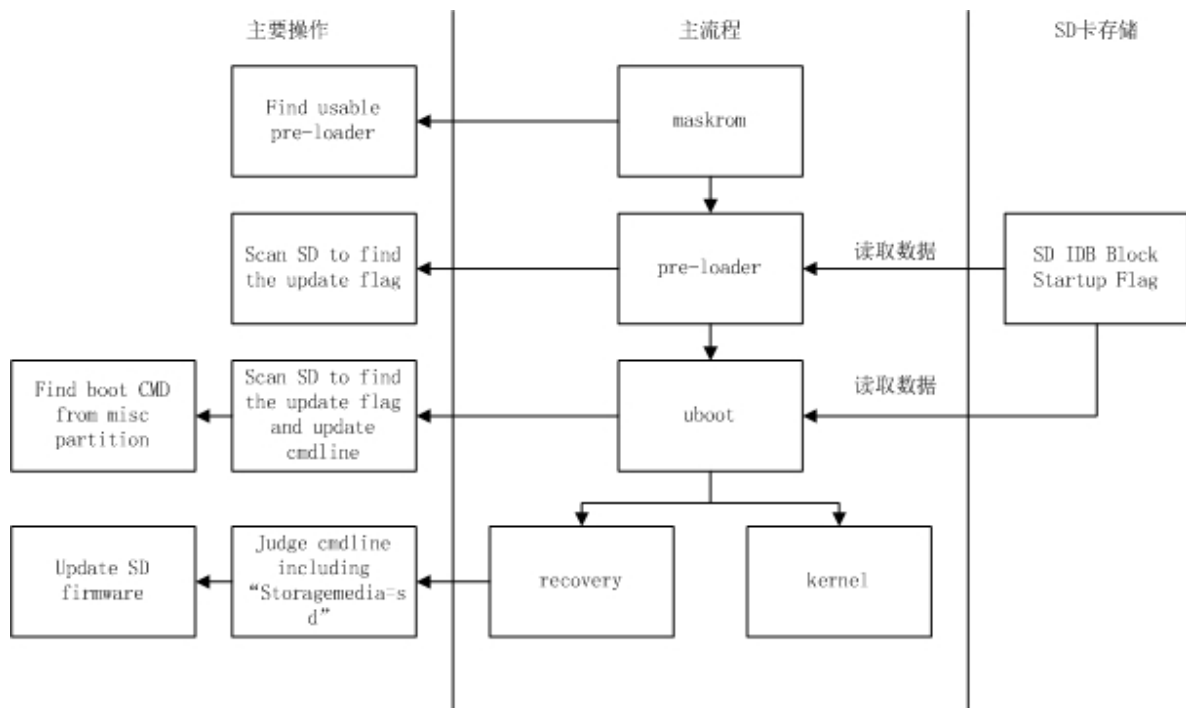 主要操作
主流程
SD卡存储
Find usable
pre-loader
maskrom
Scan SD to find
the update flag
pre-loader
读取数据
SD IDB Block
Startup Flag
Find boot CMD
from misc
partition
Scan SD to find
the update flag
and update
cmdline
uboot
读取数据
Update SD
firmware
Judge cmdline
including
“Storagemedia=s
d”
recovery
kernel